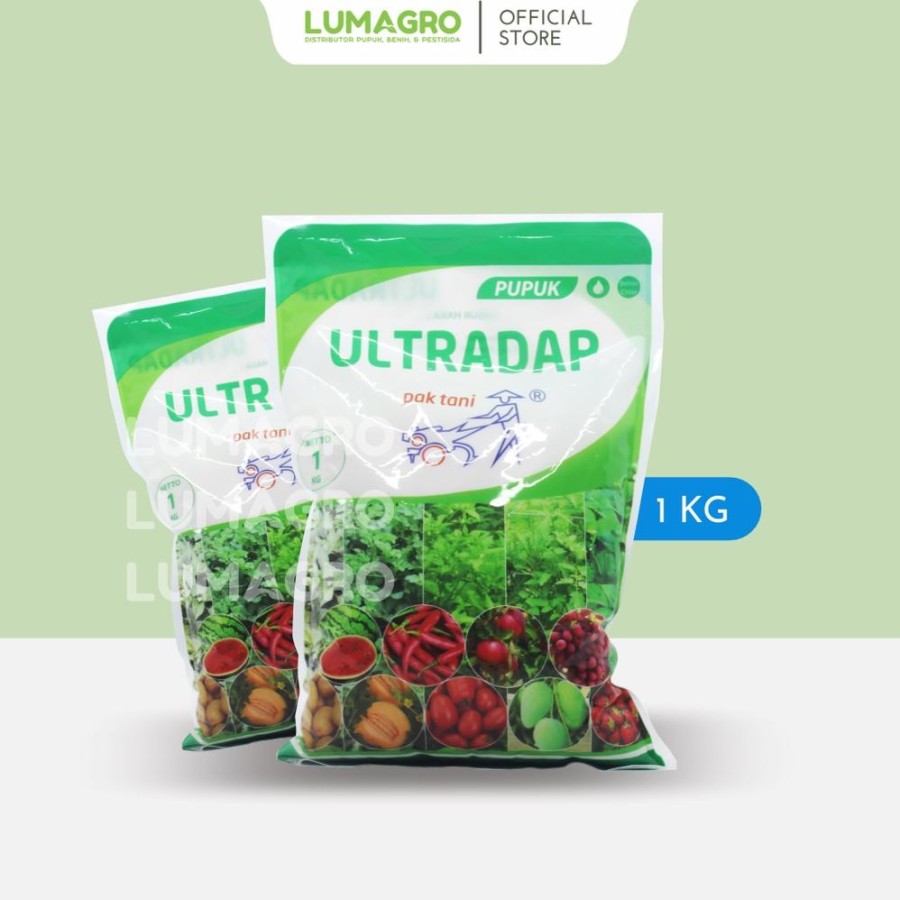 LUMAGRO
DISTRIBUTOR PUPUK, BENIH, & PESTISIDA
OFFICIAL
STORE
PUPUK
ULTRADAP
pak tani
®
NETTO
1
KG
ULTR
pak tani
NETTO
1
KG
LUMAGRO
LUMAGRO
LUMAGRO
1 KG